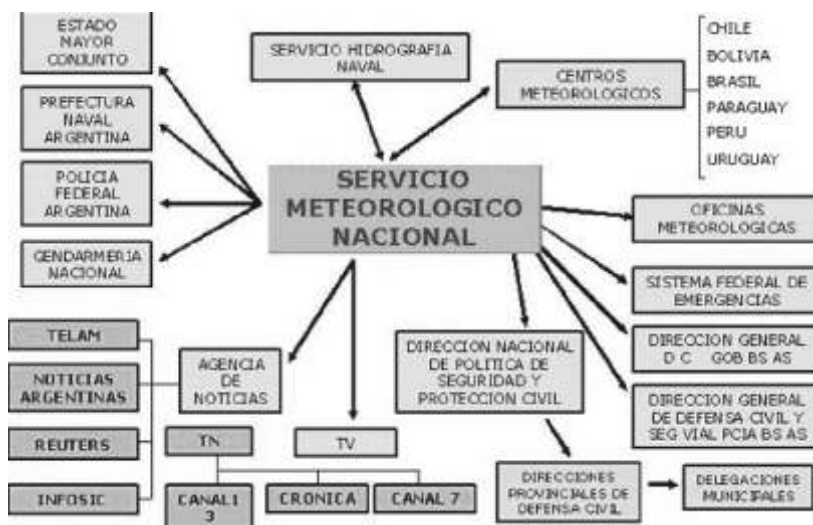 ESTADO
MAYOR
CONJUNTO
SERVICIO HIDROGRAFIA
NAVAL
CENTROS
METEOROLOGICOS
CHILE
BOLIVIA
BRASIL
PARAGUAY
PERU
URUGUAY
PREFECTURA
NAVAL
ARGENTINA
POLICIA
FEDERAL
ARGENTINA
GENDARMERIA
NACIONAL
SERVICIO
METEOROLOGICO
NACIONAL
OFICINAS
METEOROLOGICAS
SISTEMA FEDERAL DE
EMERGENCIAS
DIRECCION GENERAL
D C GOB BS AS
DIRECCION GENERAL
DE DEFENSA CIVIL Y
SEG VIAL PCIA BS AS
DIRECCION NACIONAL
DE POLITICA DE
SEGURIDAD Y
PROTECCION CIVIL
DIRECCIONES
PROVINCIALES DE
DEFENSA CIVIL
DELEGACIONES
MUNICIPALES
AGENCIA
DE
NOTICIAS
TELAM
NOTICIAS
ARGENTINAS
REUTERS
INFOSIC
TV
TN
CANAL1
3
CRONICA
CANAL 7